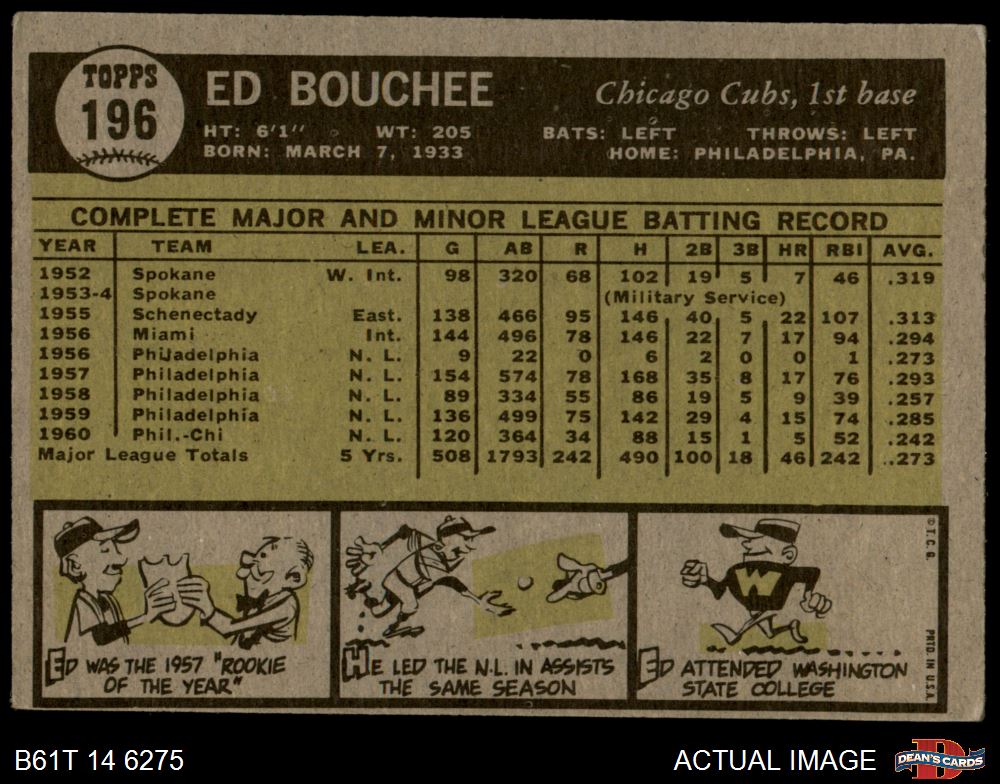 TOPPS
196
ED BOUCHEE
Chicago Cubs, 1st base
HT: 6'1" WT: 205 BATS: LEFT THROWS: LEFT
BORN: MARCH 7, 1933 HOME: PHILADELPHIA, PA.
COMPLETE MAJOR AND MINOR LEAGUE BATTING RECORD
YEAR TEAM LEA. G AB R H 2B 3B HR RBI AVG.
1952 Spokane W. Int. 98 320 68 102 19 5 7 46 .319
1953-4 Spokane (Military Service)
1955 Schenectady East. 138 466 95 146 40 5 22 107 .313
1956 Miami Int. 144 496 78 146 22 7 17 94 .294
1956 Philadelphia N. L. 9 22 0 6 2 0 0 1 .273
1957 Philadelphia N. L. 154 574 78 168 35 8 17 76 .293
1958 Philadelphia N. L. 89 334 55 86 19 5 9 39 .257
1959 Philadelphia N. L. 136 499 75 142 29 4 15 74 .285
1960 Phil.-Chi N. L. 120 364 34 88 15 1 5 52 .242
Major League Totals 5 Yrs. 508 1793 242 490 100 18 46 242 ..273
ED WAS THE 1957 "ROOKIE
OF THE YEAR"
HE LED THE N.L. IN ASSISTS
THE SAME SEASON
W
ED ATTENDED WASHINGTON
STATE COLLEGE
© T. C. G. PRTD. IN U.S.A.
B61T 14 6275
ACTUAL IMAGE
DEAN'S CARDS